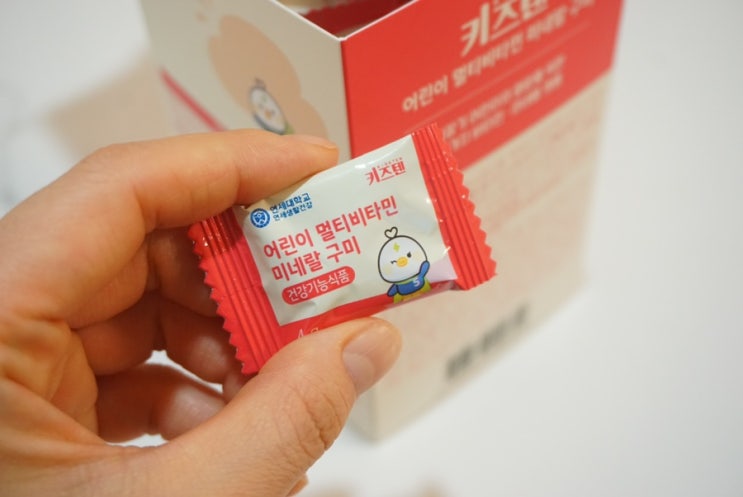 키즈텐
어린이 멀티비타민 미네랄 구미
키즈텐
연세대학교
연세생활건강
어린이 멀티비타민
미네랄 구미
건강기능식품
4 g
S